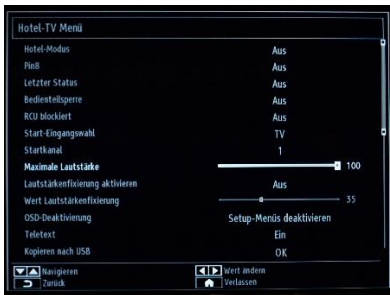 Hotel-TV Menü
Hotel-Modus Aus
Pin8 Aus
Letzter Status Aus
Bedienteilsperre Aus
RCU blockiert Aus
Start-Eingangswahl TV
Startkanal 1
Maximale Lautstärke 100
Lautstärkenfixierung aktivieren Aus
Wert Lautstärkenfixierung 35
OSD-Deaktivierung Setup-Menüs deaktivieren
Teletext Ein
Kopieren nach USB OK
Navigieren Wert ändern
Zurück Verlassen